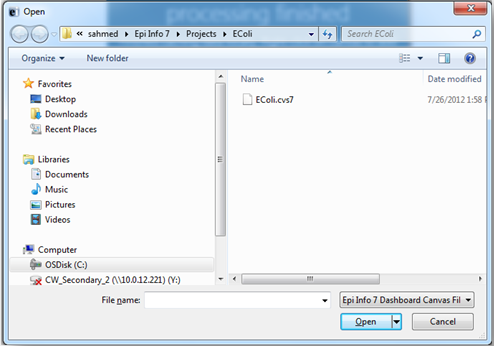 processing finished
Open
« sahmed ▸ Epi Info 7 ▸ Projects ▸ EColi
Search EColi
Organize
New folder
Name
Date modified
EColi.cvs7
7/26/2012 1:58 P
Favorites
Desktop
Downloads
Recent Places
Libraries
Documents
Music
Pictures
Videos
Computer
OSDisk (C:)
CW_Secondary_2 (\\10.0.12.221) (Y:)
File name:
Epi Info 7 Dashboard Canvas Fil
Open
Cancel